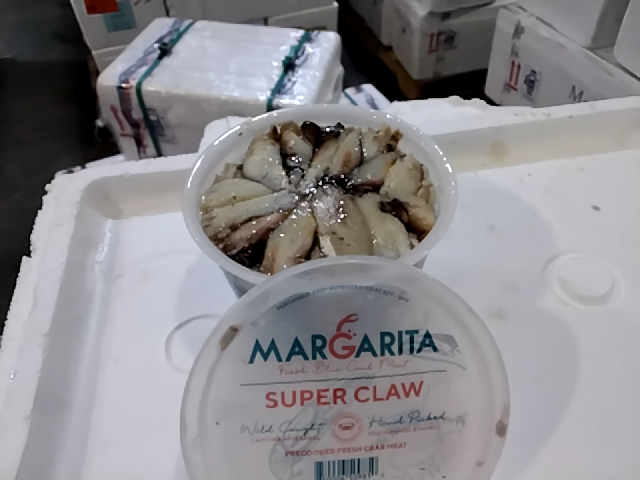 MARGARITA
Fresh Blue Crab Meat
SUPER CLAW
Wild Caught Hand Picked
PRECOOKED FRESH CRAB MEAT